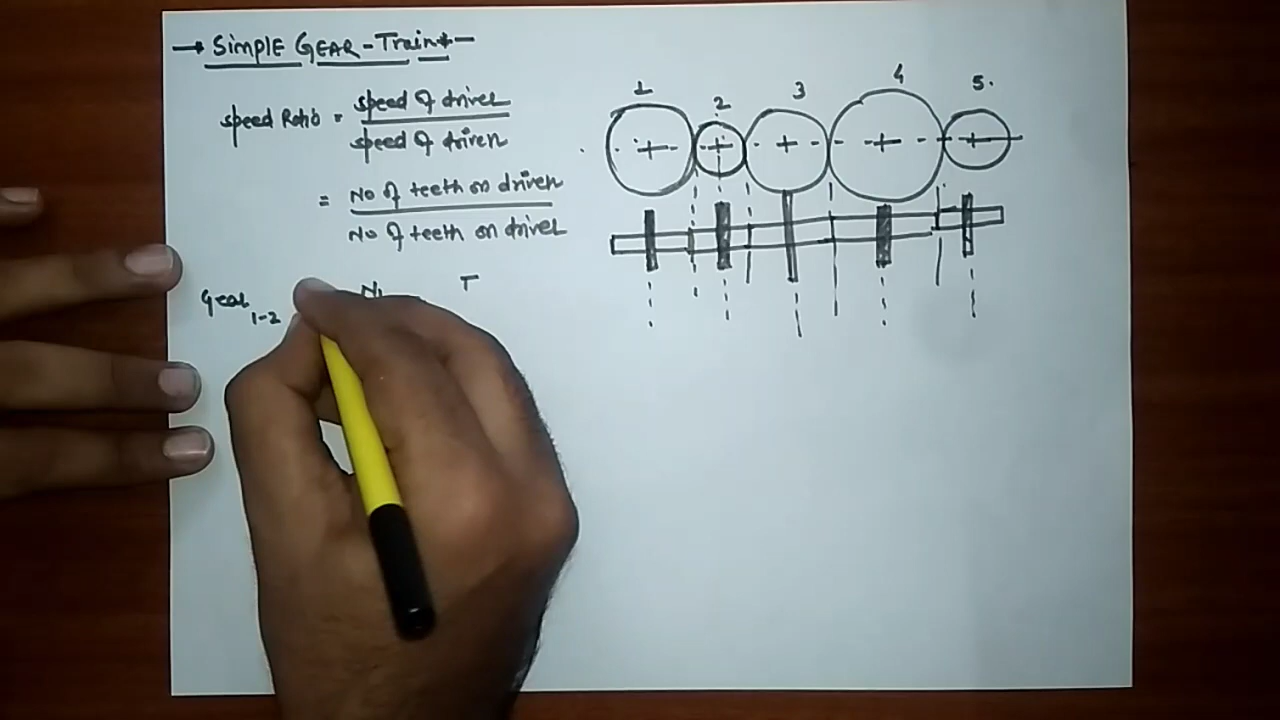 → SIMPLE GEAR-Train:-
Speed Ratio = speed of driver
speed of driven
= No of teeth on driven
No of teeth on driver
Gear 1-2 N T
1 2 3 4 5.